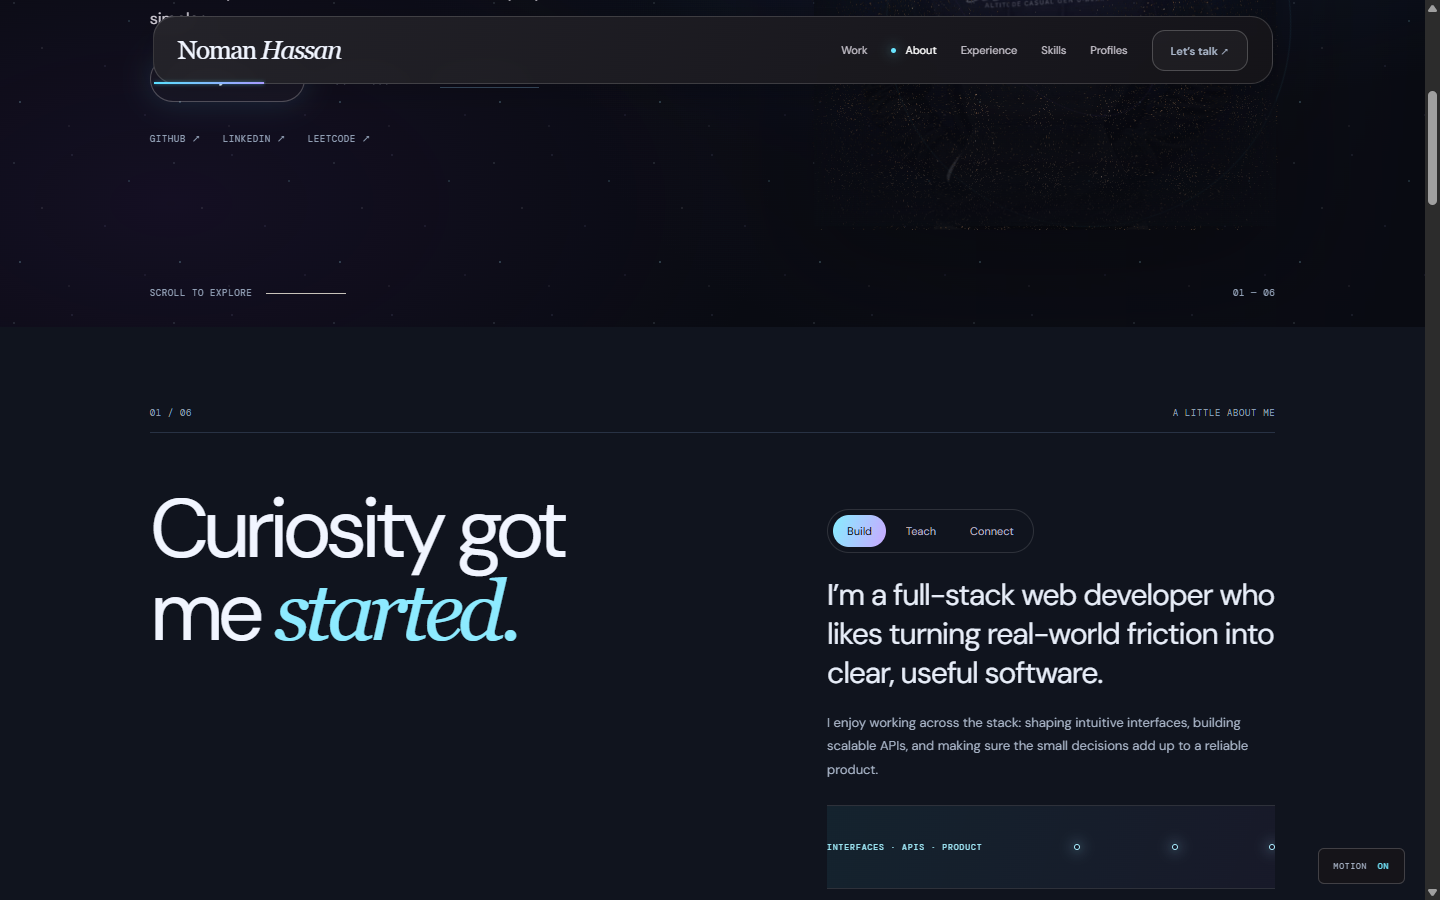 Noman Hassan
Work
About
Experience
Skills
Profiles
Let's talk ↗
GITHUB ↗ LINKEDIN ↗ LEETCODE ↗
SCROLL TO EXPLORE
01 — 06
01 / 06
A LITTLE ABOUT ME
Curiosity got
me started.
Build Teach Connect
I'm a full-stack web developer who
likes turning real-world friction into
clear, useful software.
I enjoy working across the stack: shaping intuitive interfaces, building
scalable APIs, and making sure the small decisions add up to a reliable
product.
INTERFACES · APIS · PRODUCT
MOTION ON